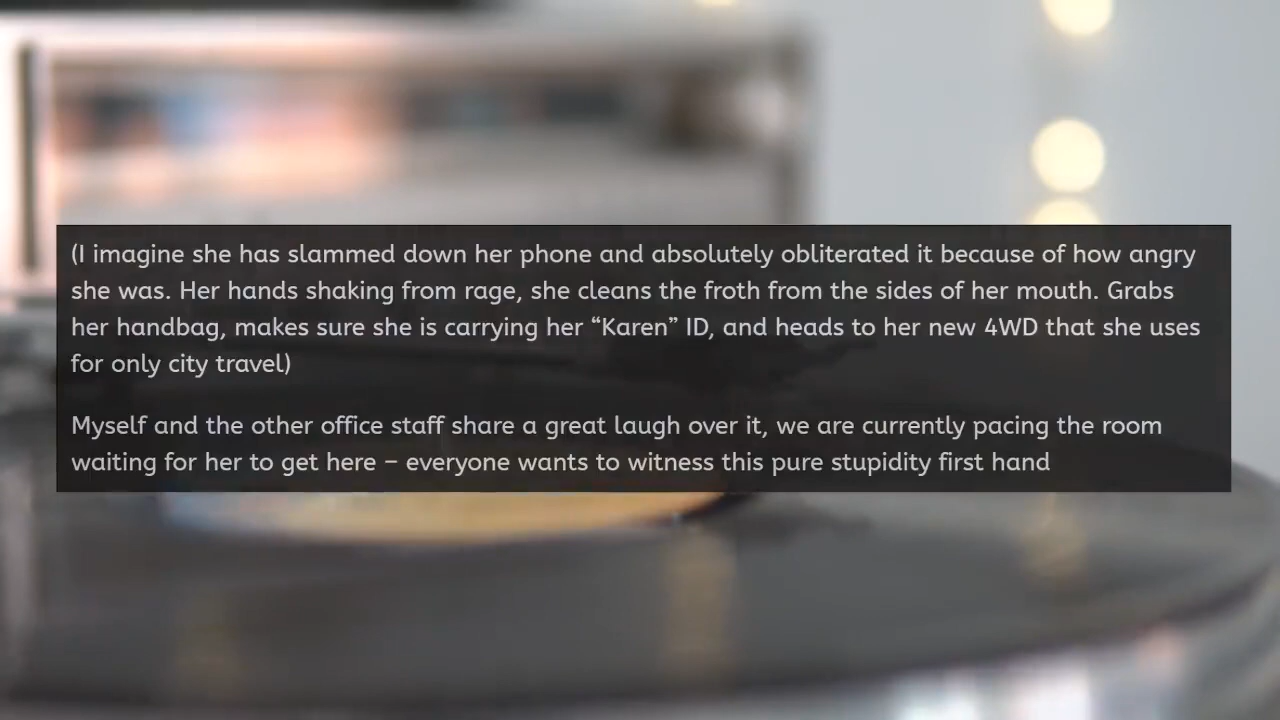 (I imagine she has slammed down her phone and absolutely obliterated it because of how angry
she was. Her hands shaking from rage, she cleans the froth from the sides of her mouth. Grabs
her handbag, makes sure she is carrying her “Karen” ID, and heads to her new 4WD that she uses
for only city travel)
Myself and the other office staff share a great laugh over it, we are currently pacing the room
waiting for her to get here – everyone wants to witness this pure stupidity first hand